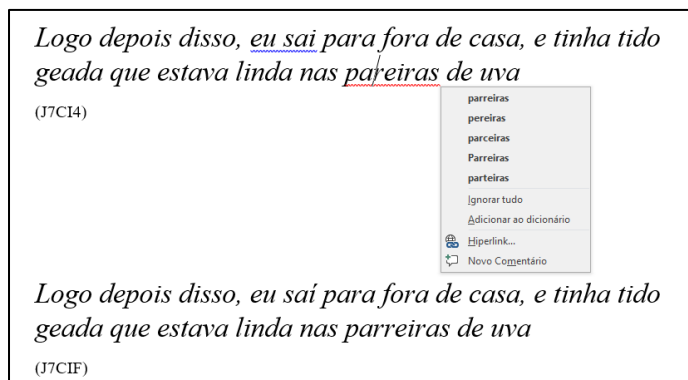 Logo depois disso, eu sai para fora de casa, e tinha tido
geada que estava linda nas pareiras de uva
(J7CI4)
parreiras
pereiras
parceiras
Parreiras
parteiras
Ignorar tudo
Adicionar ao dicionário
Hiperlink...
Novo Comentário
Logo depois disso, eu saí para fora de casa, e tinha tido
geada que estava linda nas parreiras de uva
(J7CIF)